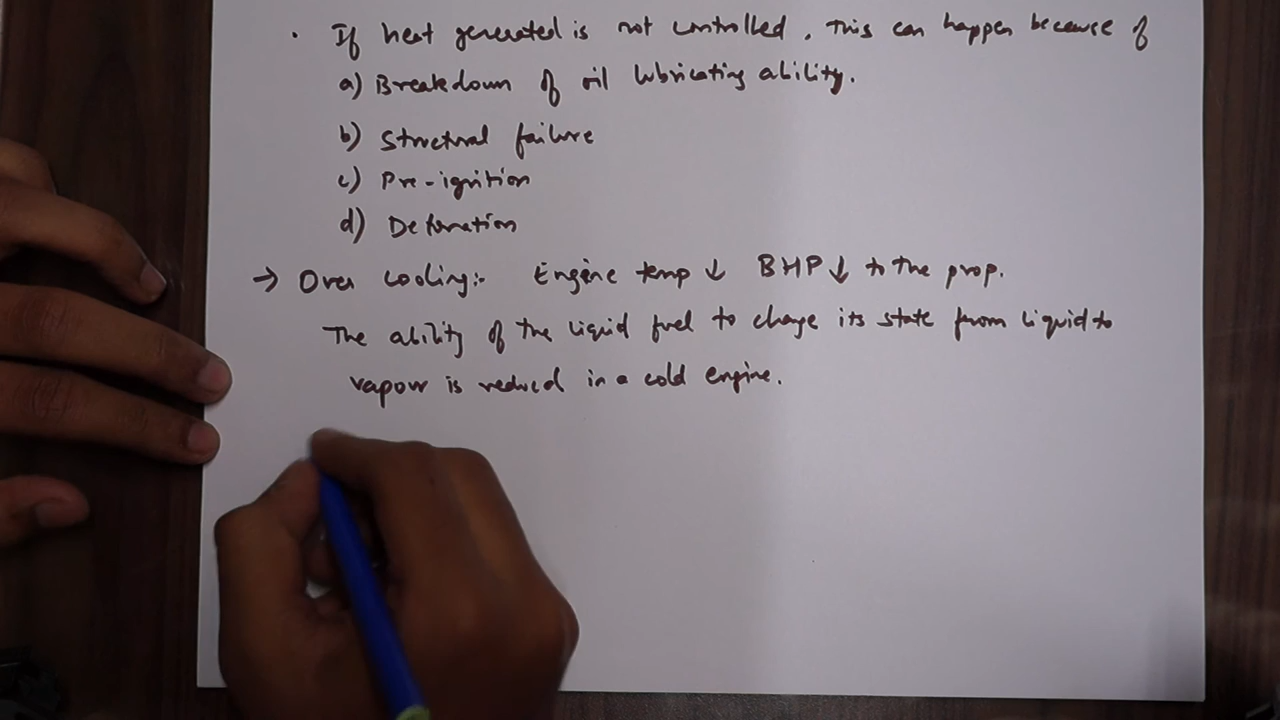 • If heat generated is not controlled, This can happen because of
a) Breakdown of oil lubricating ability.
b) Structural failure
c) Pre-ignition
d) Detonation
→ Over cooling:- Engine temp ↓ BHP ↓ to the prop.
The ability of the liquid fuel to change its state from liquid to
vapour is reduced in a cold engine.